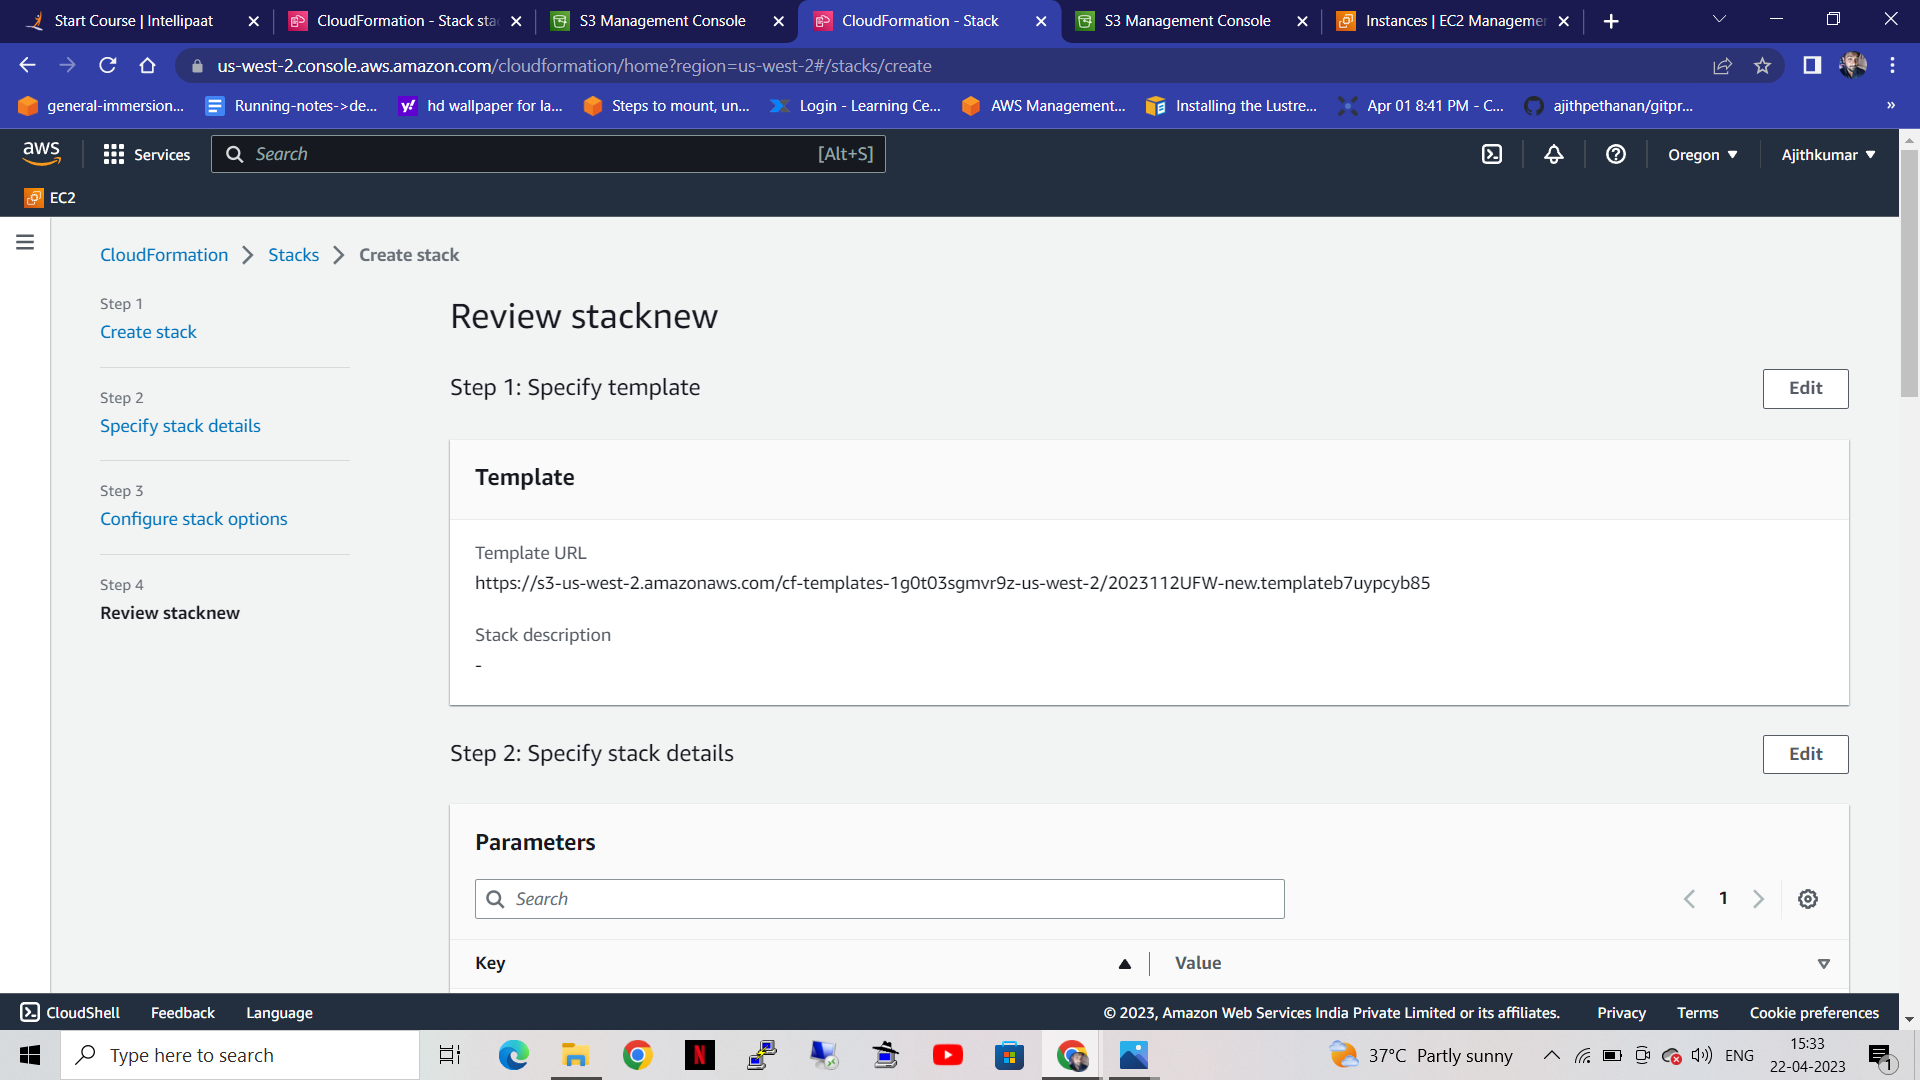 Start Course | Intellipaat
CloudFormation - Stack sta
S3 Management Console
CloudFormation - Stack
S3 Management Console
Instances | EC2 Managemen
us-west-2.console.aws.amazon.com/cloudformation/home?region=us-west-2#/stacks/create
general-immersion...
Running-notes->de...
hd wallpaper for la...
Steps to mount, un...
Login - Learning Ce...
AWS Management...
Installing the Lustre...
Apr 01 8:41 PM - C...
ajithpethanan/gitpr...
»
aws
Services
Search
[Alt+S]
Oregon
Ajithkumar
EC2
CloudFormation
Stacks
Create stack
Step 1
Create stack
Step 2
Specify stack details
Step 3
Configure stack options
Step 4
Review stacknew
Review stacknew
Step 1: Specify template
Edit
Template
Template URL
https://s3-us-west-2.amazonaws.com/cf-templates-1g0t03sgmvr9z-us-west-2/2023112UFW-new.templateb7uypcyb85
Stack description
-
Step 2: Specify stack details
Edit
Parameters
Search
1
Key
Value
CloudShell
Feedback
Language
© 2023, Amazon Web Services India Private Limited or its affiliates.
Privacy
Terms
Cookie preferences
Type here to search
37°C Partly sunny
ENG
15:33
22-04-2023
1